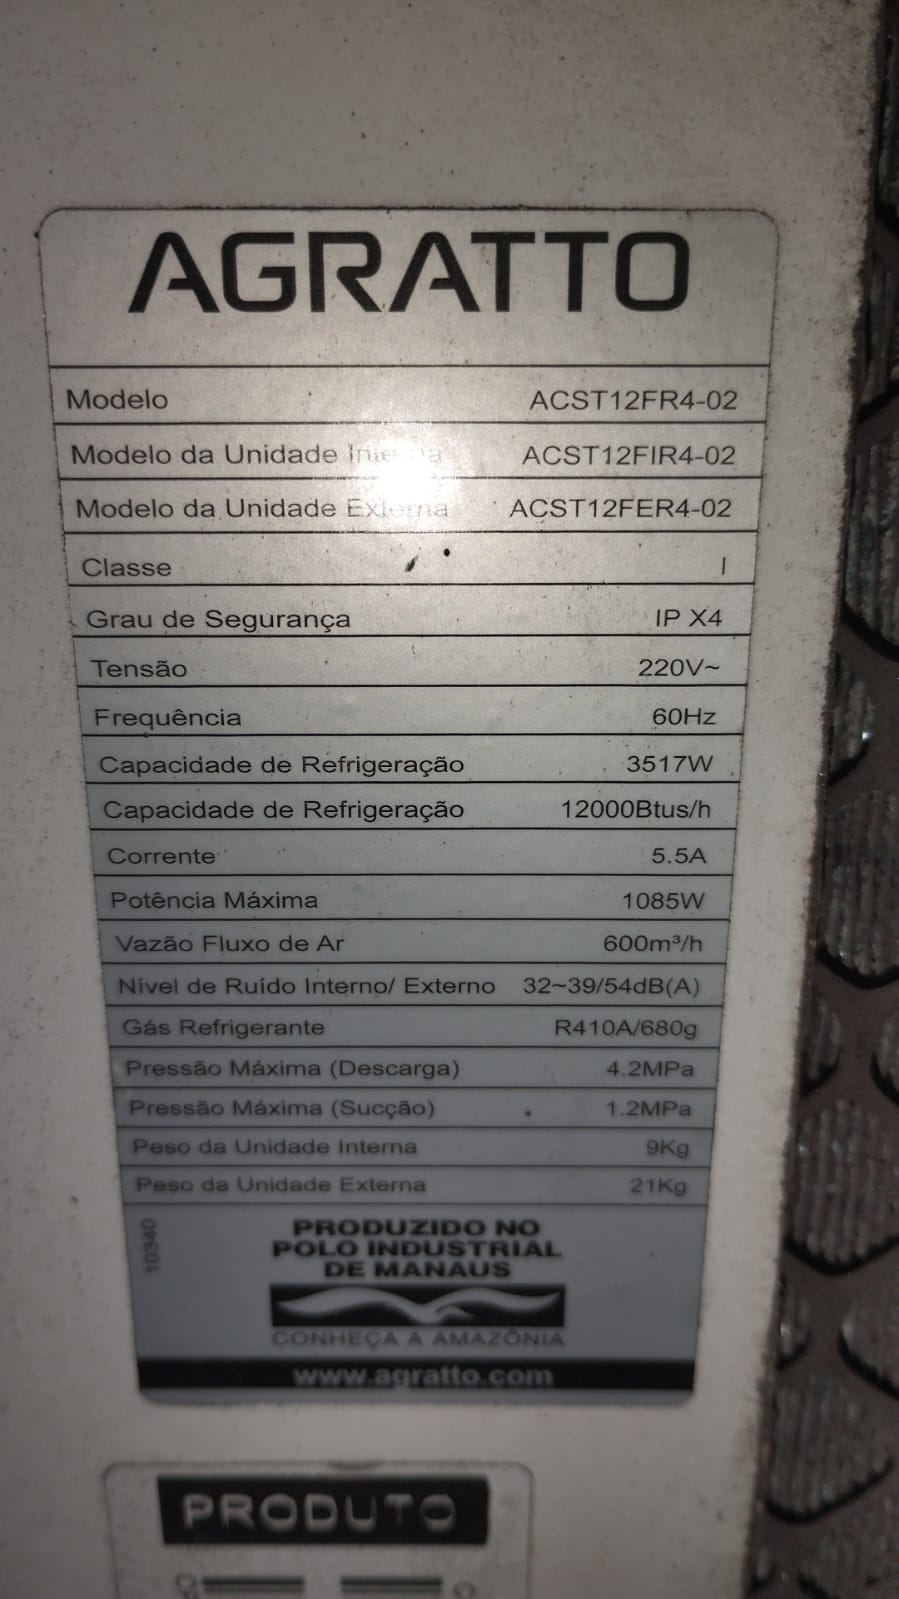 AGRATTO
Modelo ACST12FR4-02
Modelo da Unidade Interna ACST12FIR4-02
Modelo da Unidade Externa ACST12FER4-02
Classe I
Grau de Segurança IP X4
Tensão 220V~
Frequência 60Hz
Capacidade de Refrigeração 3517W
Capacidade de Refrigeração 12000Btus/h
Corrente 5.5A
Potência Máxima 1085W
Vazão Fluxo de Ar 600m³/h
Nível de Ruído Interno/ Externo 32~39/54dB(A)
Gás Refrigerante R410A/680g
Pressão Máxima (Descarga) 4.2MPa
Pressão Máxima (Sucção) 1.2MPa
Peso da Unidade Interna 9Kg
Peso da Unidade Externa 21Kg
10340
PRODUZIDO NO
POLO INDUSTRIAL
DE MANAUS
CONHEÇA A AMAZÔNIA
www.agratto.com
PRODUTO